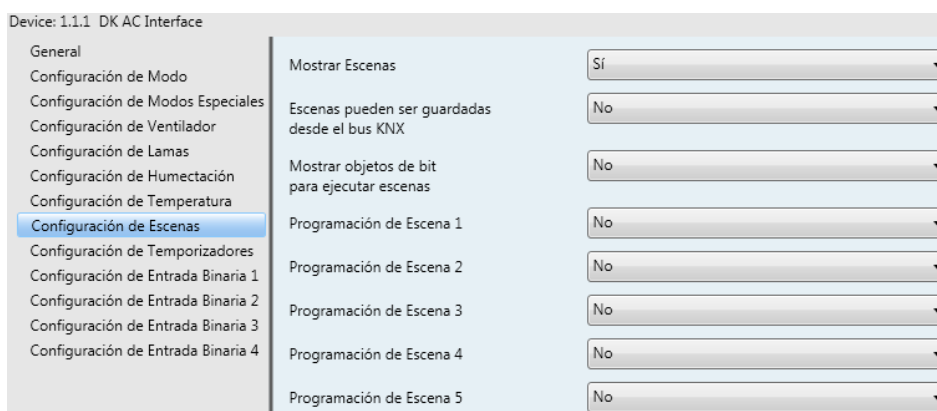 Device: 1.1.1 DK AC Interface
General
Configuración de Modo
Configuración de Modos Especiales
Configuración de Ventilador
Configuración de Lamas
Configuración de Humectación
Configuración de Temperatura
Configuración de Escenas
Configuración de Temporizadores
Configuración de Entrada Binaria 1
Configuración de Entrada Binaria 2
Configuración de Entrada Binaria 3
Configuración de Entrada Binaria 4
Mostrar Escenas Sí
Escenas pueden ser guardadas No
desde el bus KNX
Mostrar objetos de bit No
para ejecutar escenas
Programación de Escena 1 No
Programación de Escena 2 No
Programación de Escena 3 No
Programación de Escena 4 No
Programación de Escena 5 No